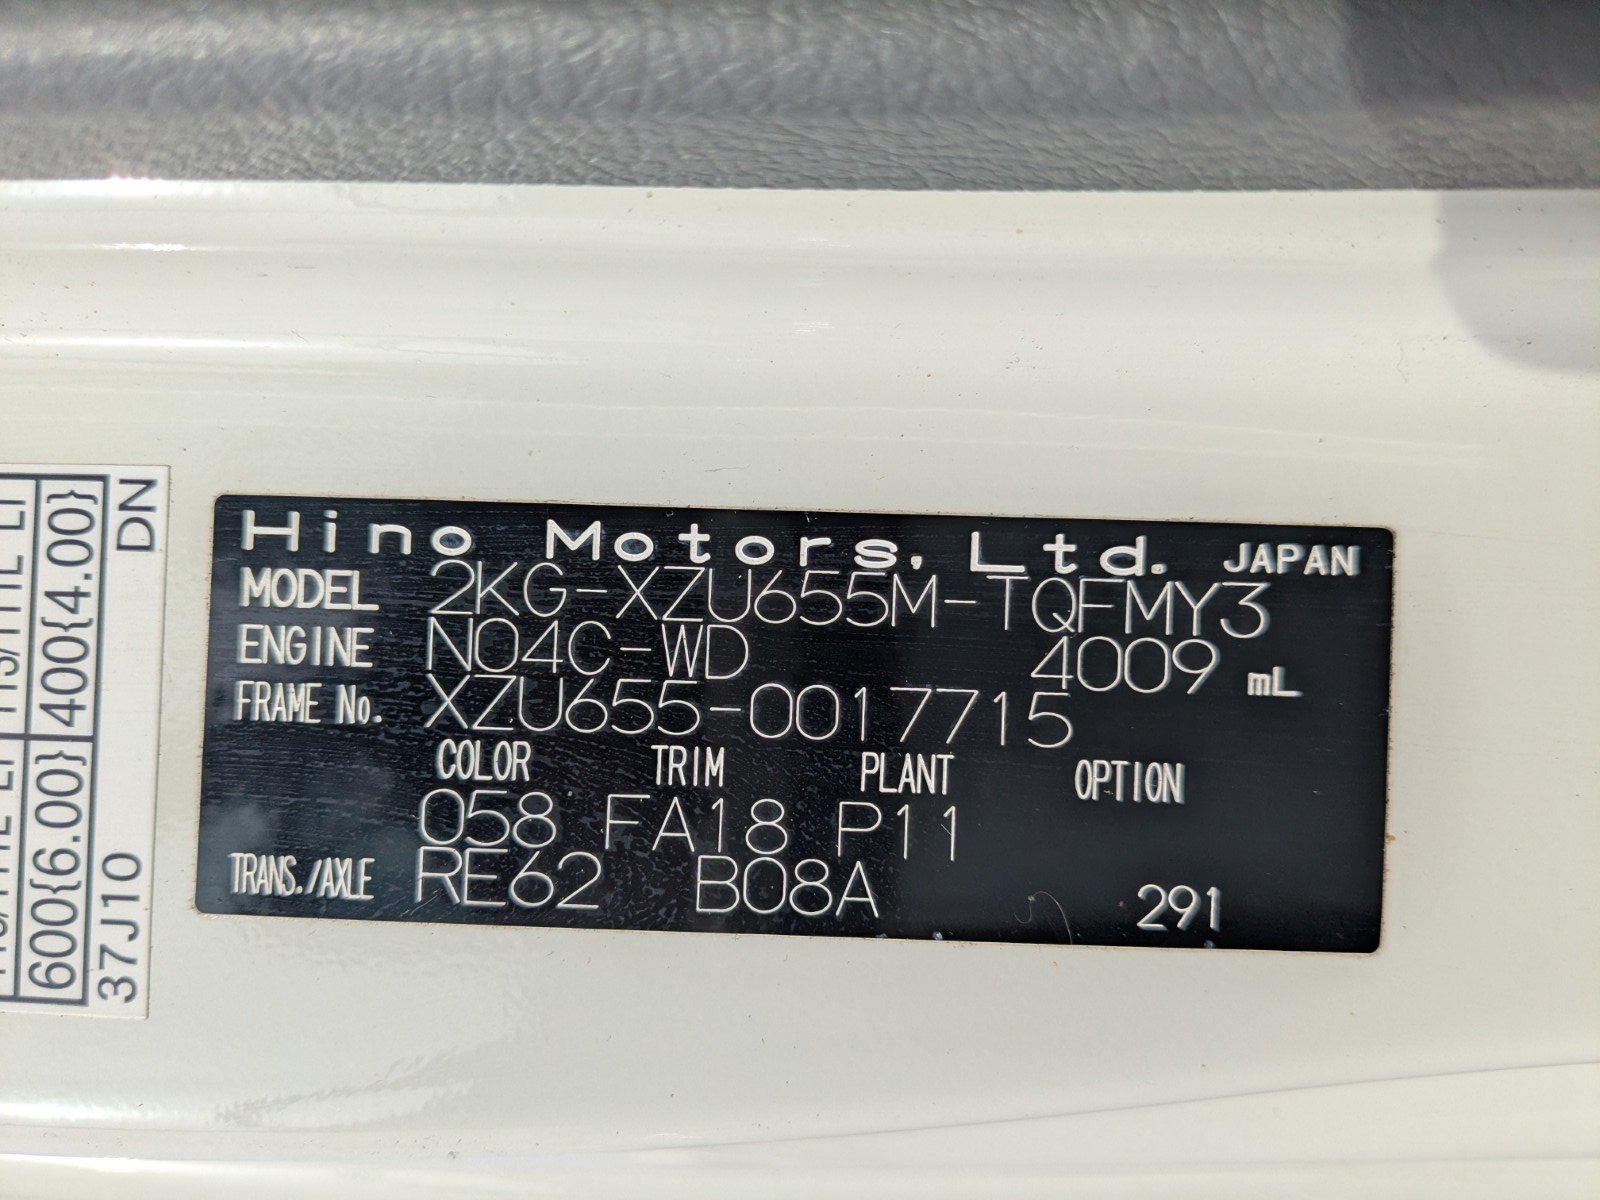 Hino Motors, Ltd. JAPAN
MODEL 2KG-XZU655M-TQFMY3
ENGINE N04C-WD 4009 mL
FRAME No. XZU655-0017715
COLOR TRIM PLANT OPTION
058 FA18 P11
TRANS./AXLE RE62 B08A 291
600{6.00} 400{4.00}
37J10 DN